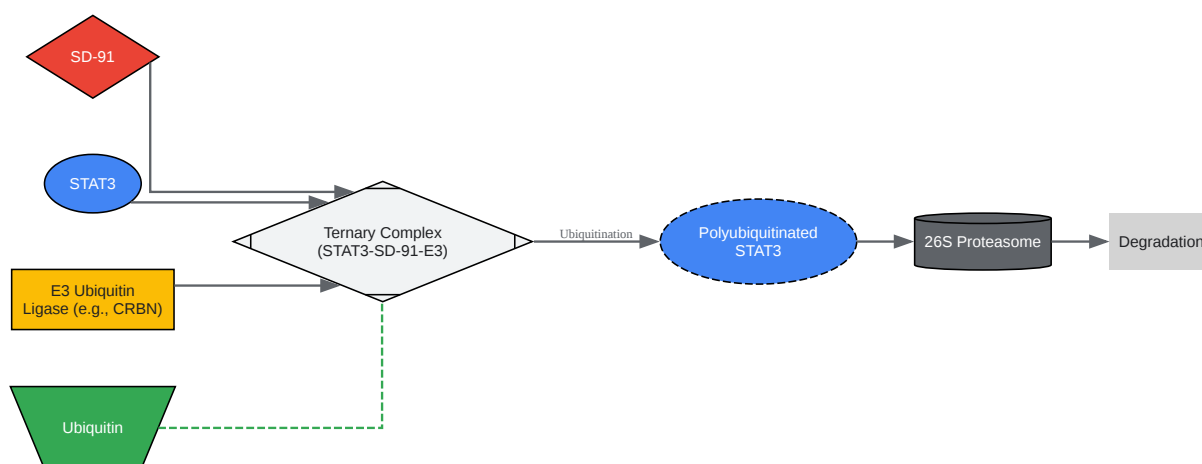 SD-91
STAT3
Ternary Complex
(STAT3-SD-91-E3)
Ubiquitination
Polyubiquitinated
STAT3
26S Proteasome
Degradation
E3 Ubiquitin
Ligase (e.g., CRBN)
Ubiquitin